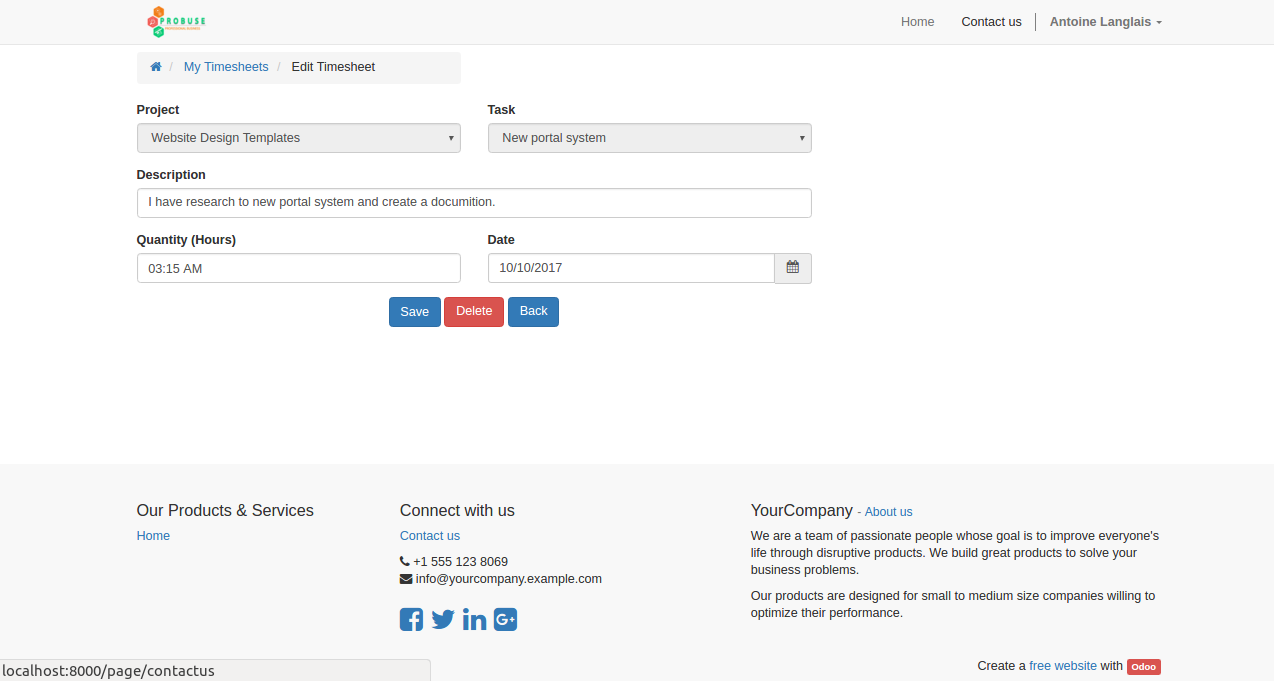 PROBUSE
Home
Contact us
Antoine Langlais
/ My Timesheets / Edit Timesheet
Project
Task
Website Design Templates
New portal system
Description
I have research to new portal system and create a documition.
Quantity (Hours)
Date
03:15 AM
10/10/2017
Save
Delete
Back
Our Products & Services
Home
Connect with us
Contact us
+1 555 123 8069
info@yourcompany.example.com
YourCompany - About us
We are a team of passionate people whose goal is to improve everyone's
life through disruptive products. We build great products to solve your
business problems.
Our products are designed for small to medium size companies willing to
optimize their performance.
localhost:8000/page/contactus
Create a free website with Odoo